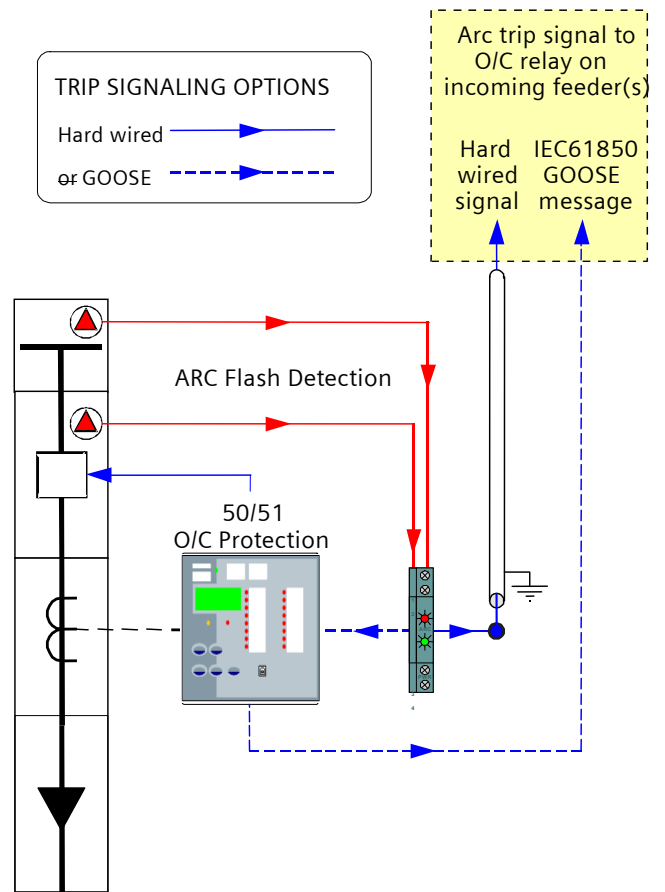 Arc trip signal to
O/C relay on
incoming feeder(s)
TRIP SIGNALING OPTIONS
Hard wired
or GOOSE
Hard wired signal
IEC61850 GOOSE message
ARC Flash Detection
50/51
O/C Protection